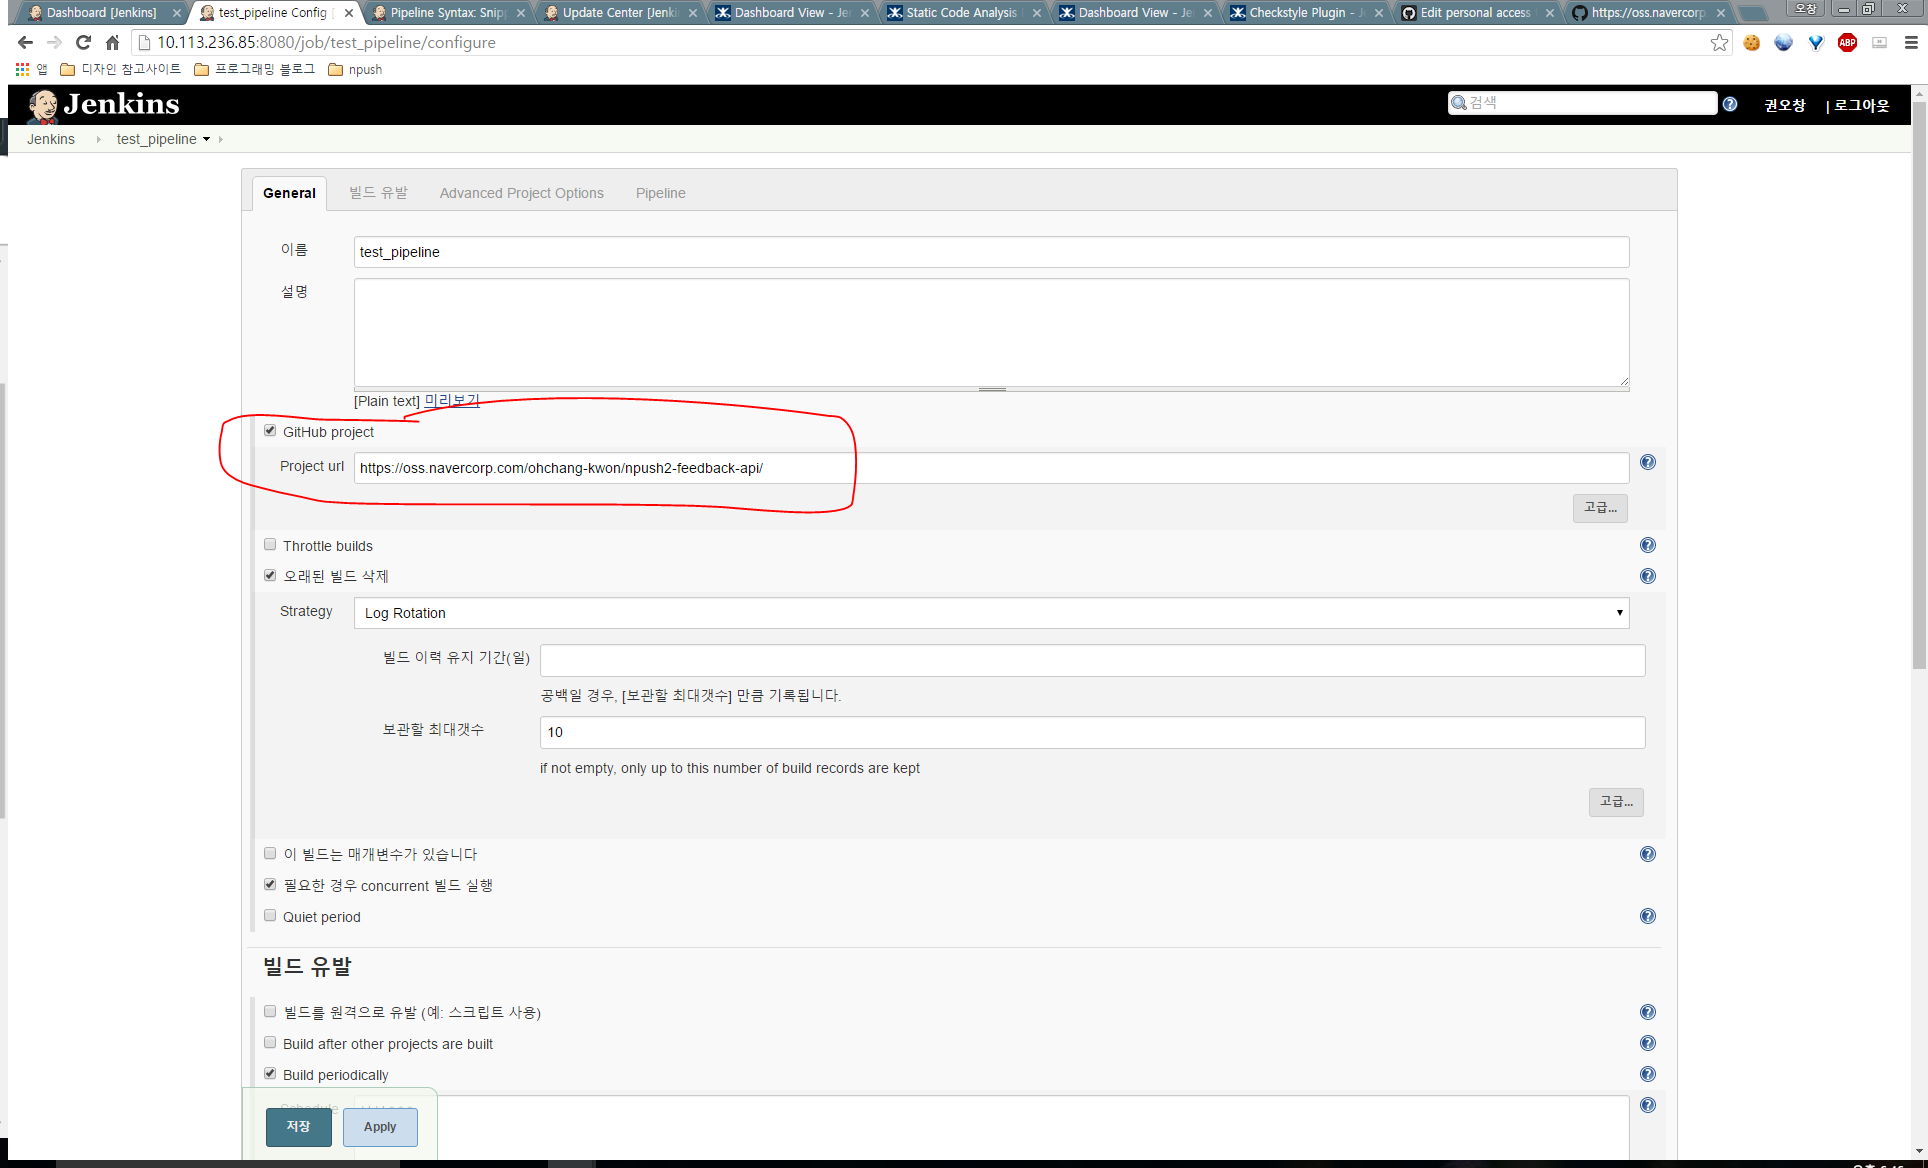 Dashboard [Jenkins]
test_pipeline Config [
Pipeline Syntax: Snipp
Update Center [Jenki
Dashboard View - Je
Static Code Analysis
Dashboard View - Je
Checkstyle Plugin - J
Edit personal access
https://oss.navercorp
오창
10.113.236.85:8080/job/test_pipeline/configure
ABP
앱 디자인 참고사이트 프로그래밍 블로그 npush
Jenkins
검색
권오창 | 로그아웃
Jenkins test_pipeline
General 빌드 유발 Advanced Project Options Pipeline
이름 test_pipeline
설명
[Plain text] 미리보기
GitHub project
Project url https://oss.navercorp.com/ohchang-kwon/npush2-feedback-api/
고급...
Throttle builds
오래된 빌드 삭제
Strategy Log Rotation
빌드 이력 유지 기간(일)
공백일 경우, [보관할 최대갯수] 만큼 기록됩니다.
보관할 최대갯수 10
if not empty, only up to this number of build records are kept
고급...
이 빌드는 매개변수가 있습니다
필요한 경우 concurrent 빌드 실행
Quiet period
빌드 유발
빌드를 원격으로 유발 (예: 스크립트 사용)
Build after other projects are built
Build periodically
Schedule
저장 Apply